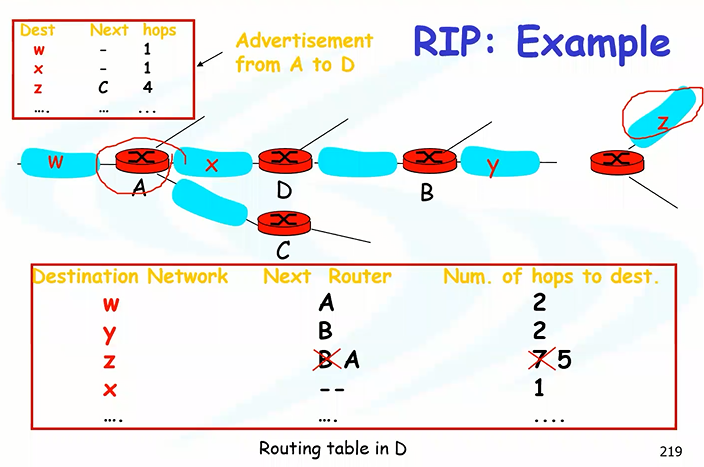 RIP: Example
Dest Next hops
w - 1
x - 1
z C 4
…. … ...
Advertisement
from A to D
z
w
x
y
A
D
B
C
Destination Network Next Router Num. of hops to dest.
w A 2
y B 2
z B A 7 5
x -- 1
…. …. ....
Routing table in D
219